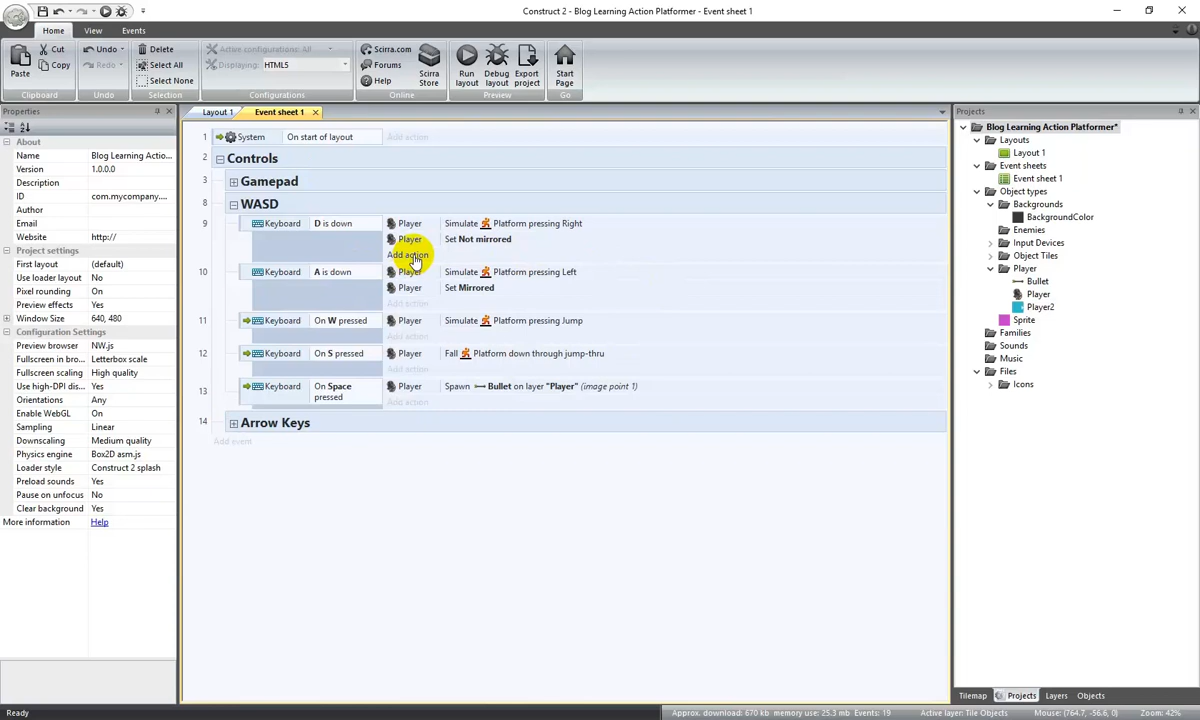 Construct 2 - Blog Learning Action Platformer - Event sheet 1
Home View Events
Paste Cut Copy
Clipboard
Undo Redo
Undo
Delete Select All Select None
Selection
Active configurations: All
Displaying: HTML5
Configurations
Scirra.com Forums Help
Scirra Store
Online
Run layout Debug layout Export project
Preview
Start Page
Go
Properties
About
Name Blog Learning Actio...
Version 1.0.0.0
Description
ID com.mycompany....
Author
Email
Website http://
Project settings
First layout (default)
Use loader layout No
Pixel rounding On
Preview effects Yes
Window Size 640, 480
Configuration Settings
Preview browser NW.js
Fullscreen in bro... Letterbox scale
Fullscreen scaling High quality
Use high-DPI dis... Yes
Orientations Any
Enable WebGL On
Sampling Linear
Downscaling Medium quality
Physics engine Box2D asm.js
Loader style Construct 2 splash
Preload sounds Yes
Pause on unfocus No
Clear background Yes
More information Help
Layout 1 Event sheet 1
1 System On start of layout Add action
2 Controls
3 Gamepad
8 WASD
9 Keyboard D is down Player Simulate Platform pressing Right
Player Set Not mirrored
Add action
10 Keyboard A is down Player Simulate Platform pressing Left
Player Set Mirrored
Add action
11 Keyboard On W pressed Player Simulate Platform pressing Jump
Add action
12 Keyboard On S pressed Player Fall Platform down through jump-thru
Add action
13 Keyboard On Space pressed Player Spawn Bullet on layer "Player" (image point 1)
Add action
14 Arrow Keys
Add event
Projects
Blog Learning Action Platformer*
Layouts
Layout 1
Event sheets
Event sheet 1
Object types
Backgrounds
BackgroundColor
Enemies
Input Devices
Object Tiles
Player
Bullet
Player
Player2
Sprite
Families
Sounds
Music
Files
Icons
Tilemap Projects Layers Objects
Ready
Approx. download: 670 kb memory use: 25.3 mb Events: 19 Active layer: Tile Objects Mouse: (764.7, -56.6, 0) Zoom: 42%